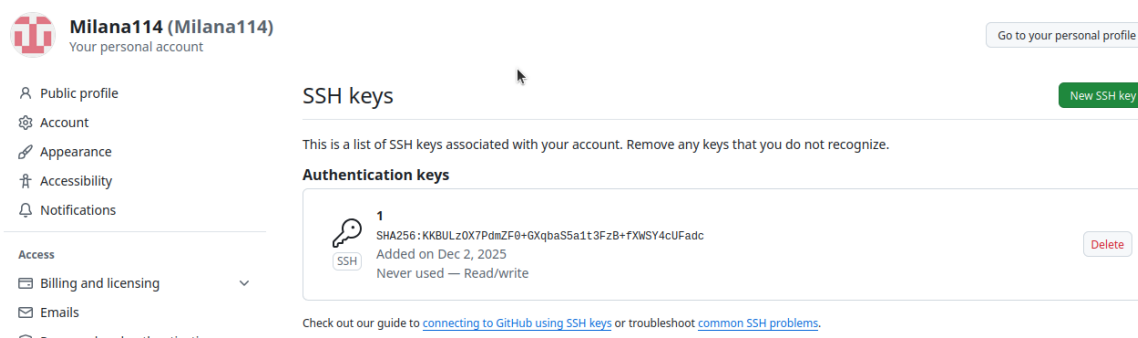 Milana114 (Milana114)
Your personal account
Go to your personal profile
Public profile
Account
Appearance
Accessibility
Notifications
Access
Billing and licensing
Emails
SSH keys
New SSH key
This is a list of SSH keys associated with your account. Remove any keys that you do not recognize.
Authentication keys
1
SHA256:KKBULzOX7PdmZF0+GXqbaS5a1t3FzB+fXWSY4cUFadc
SSH
Added on Dec 2, 2025
Never used — Read/write
Delete
Check out our guide to connecting to GitHub using SSH keys or troubleshoot common SSH problems.